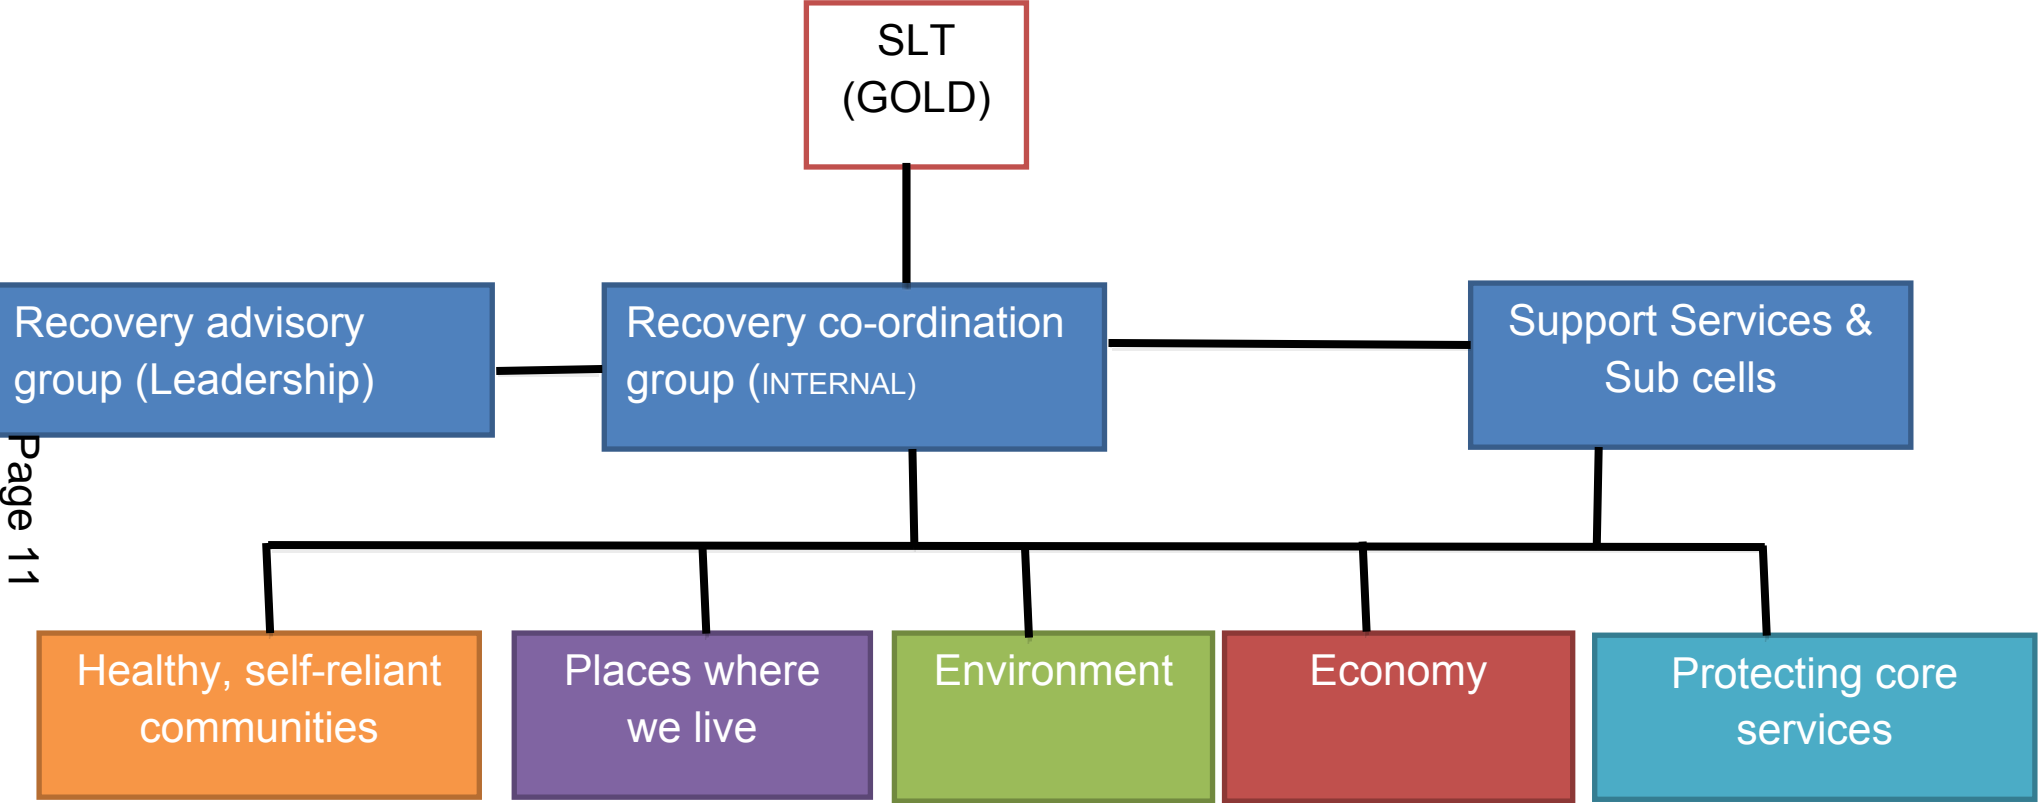 SLT
(GOLD)
Recovery advisory
group (Leadership)
Recovery co-ordination
group (INTERNAL)
Support Services &
Sub cells
Page 11
Healthy, self-reliant
communities
Places where
we live
Environment
Economy
Protecting core
services